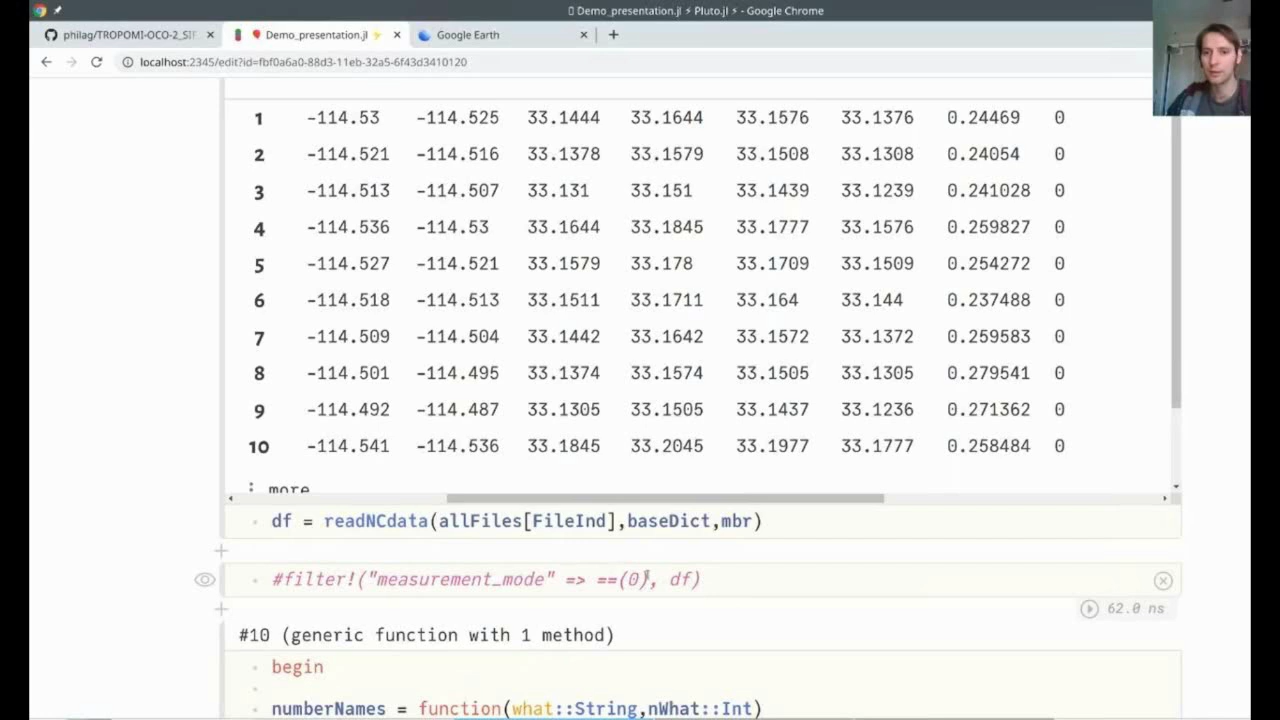 Demo_presentation.jl ⚡ Pluto.jl ⚡ - Google Chrome
philag/TROPOMI-OCO-2_SIF × Demo_presentation.jl × Google Earth × +
localhost:2345/edit?id=fbf0a6a0-88d3-11eb-32a5-6f43d3410120
1 -114.53 -114.525 33.1444 33.1644 33.1576 33.1376 0.24469 0
2 -114.521 -114.516 33.1378 33.1579 33.1508 33.1308 0.24054 0
3 -114.513 -114.507 33.131 33.151 33.1439 33.1239 0.241028 0
4 -114.536 -114.53 33.1644 33.1845 33.1777 33.1576 0.259827 0
5 -114.527 -114.521 33.1579 33.178 33.1709 33.1509 0.254272 0
6 -114.518 -114.513 33.1511 33.1711 33.164 33.144 0.237488 0
7 -114.509 -114.504 33.1442 33.1642 33.1572 33.1372 0.259583 0
8 -114.501 -114.495 33.1374 33.1574 33.1505 33.1305 0.279541 0
9 -114.492 -114.487 33.1305 33.1505 33.1437 33.1236 0.271362 0
10 -114.541 -114.536 33.1845 33.2045 33.1977 33.1777 0.258484 0
⋮ more
df = readNCdata(allFiles[FileInd],baseDict,mbr)
#filter!("measurement_mode" => ==(0), df)
62.0 ns
#10 (generic function with 1 method)
begin
numberNames = function(what::String,nWhat::Int)